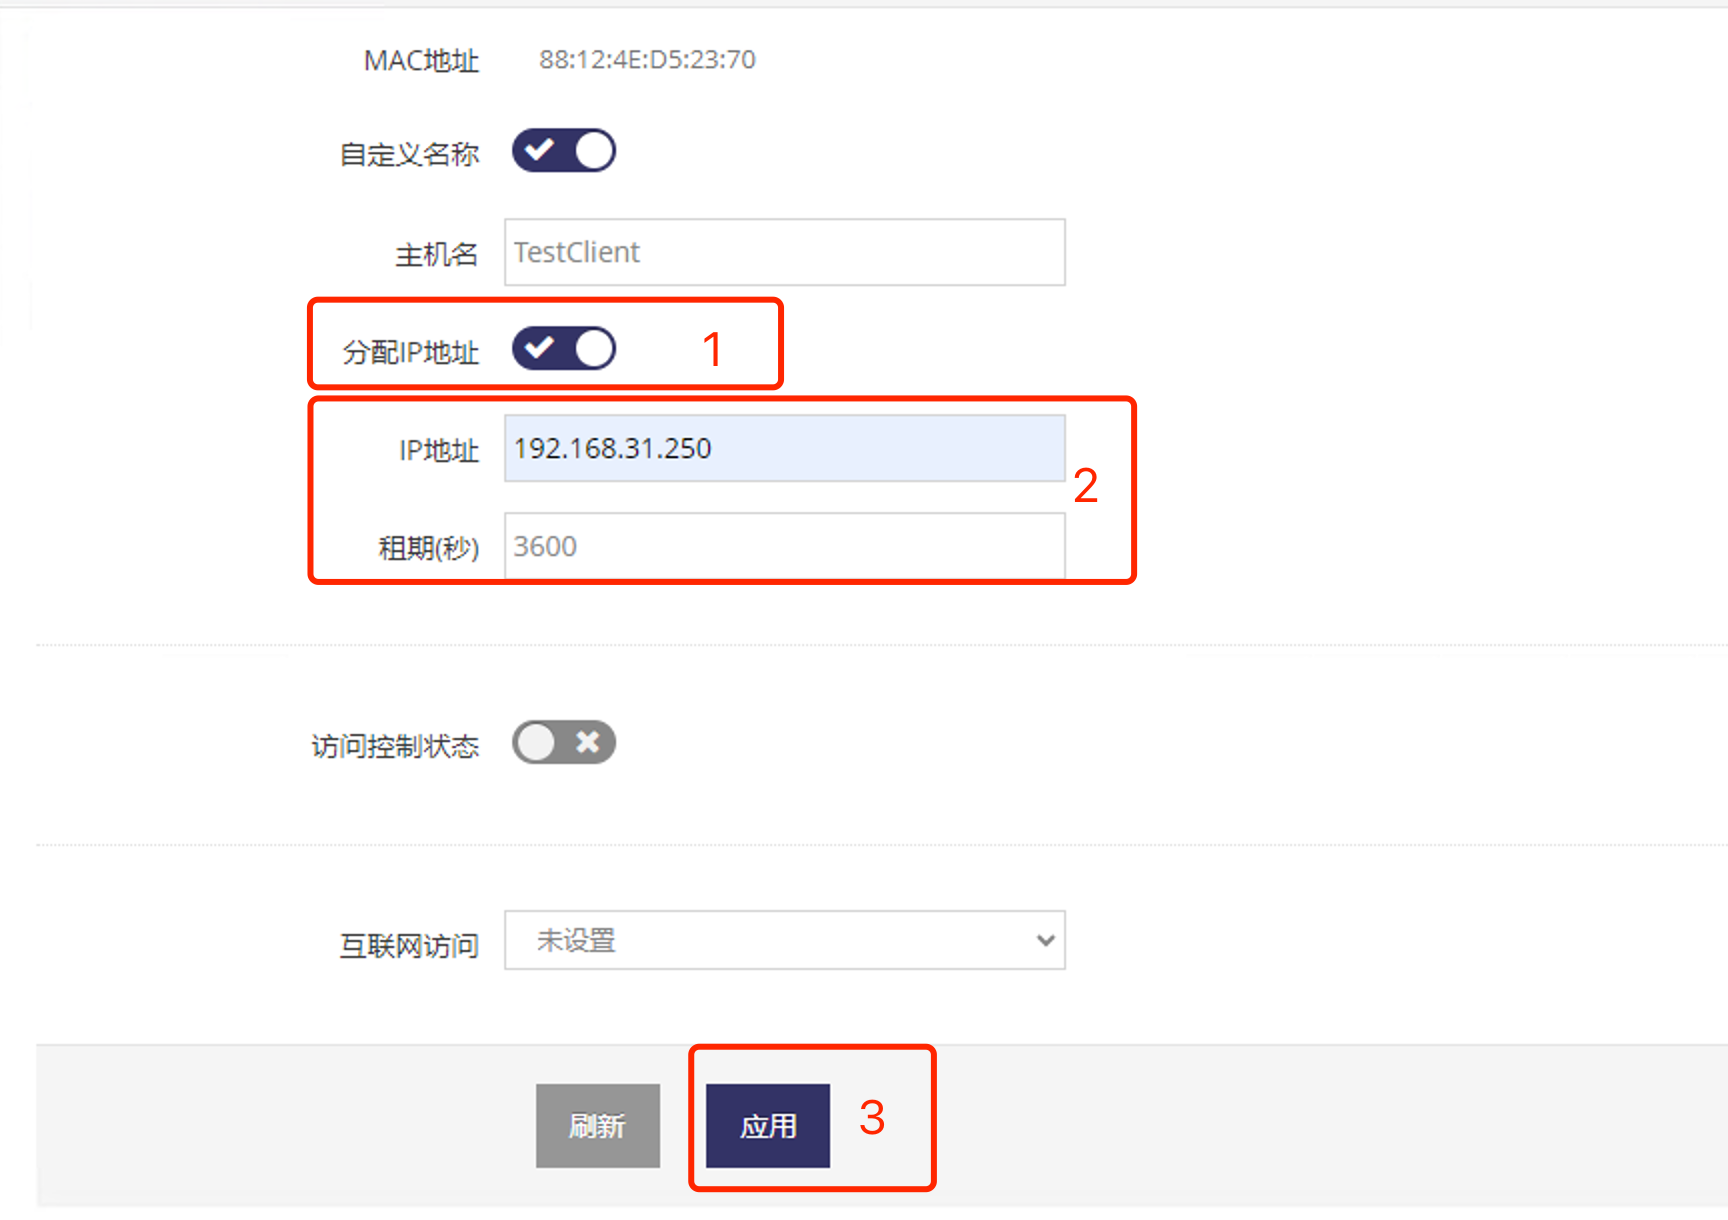 MAC地址 88:12:4E:D5:23:70
自定义名称
主机名 TestClient
分配IP地址 1
IP地址 192.168.31.250
2
租期(秒) 3600
访问控制状态
互联网访问 未设置
刷新 应用 3